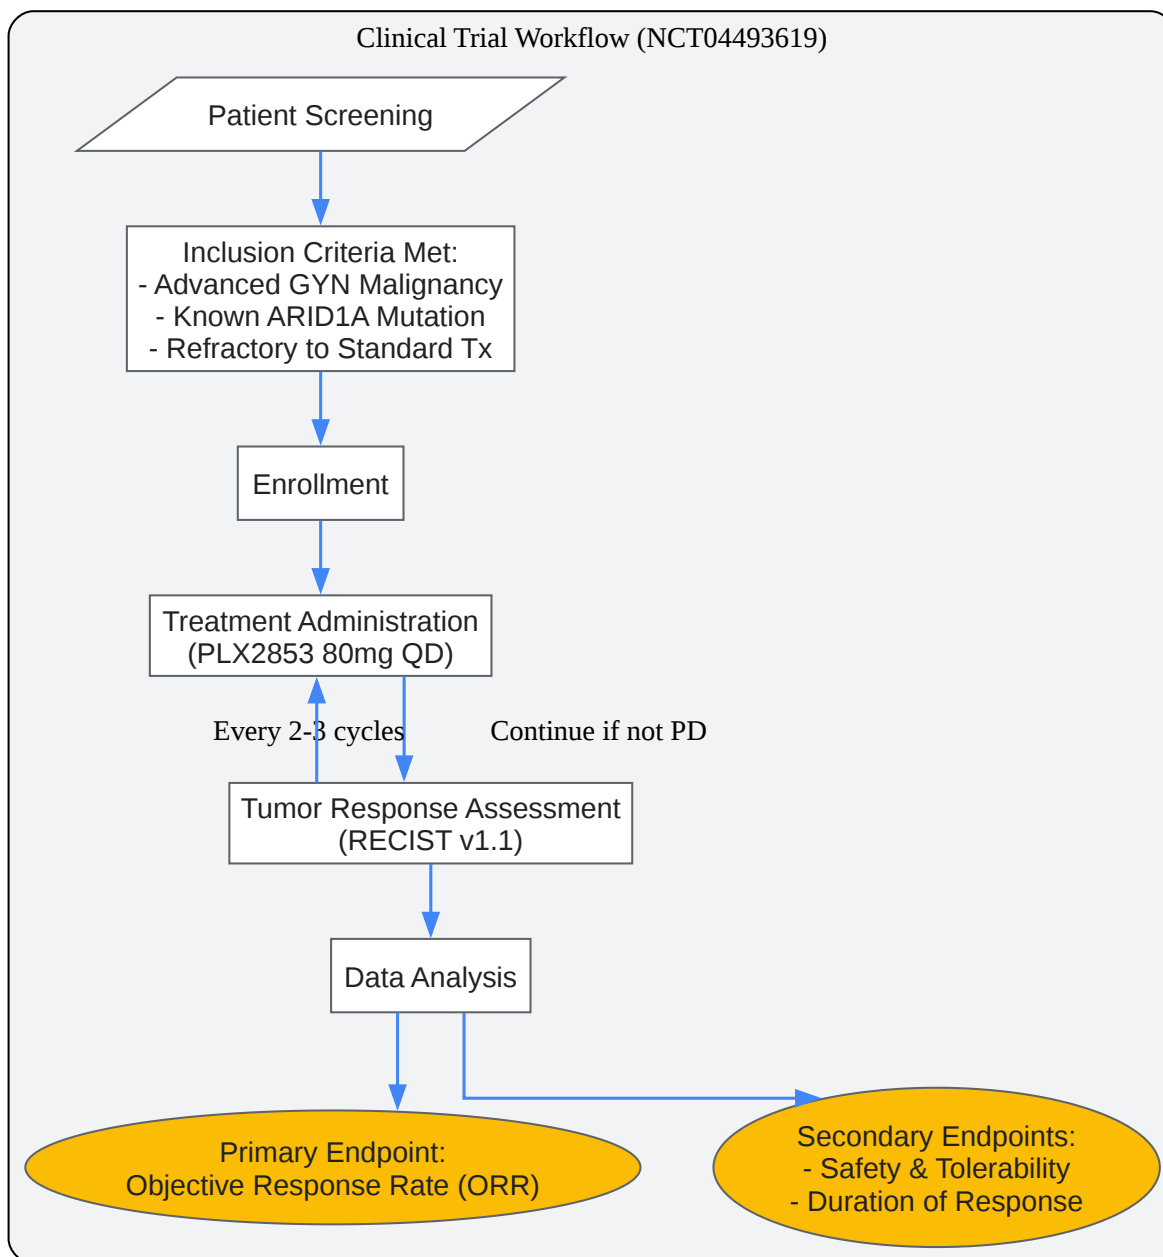 Clinical Trial Workflow (NCT04493619)
Patient Screening
Inclusion Criteria Met:
- Advanced GYN Malignancy
- Known ARID1A Mutation
- Refractory to Standard Tx
Enrollment
Treatment Administration
(PLX2853 80mg QD)
Every 2-3 cycles
Continue if not PD
Tumor Response Assessment
(RECIST v1.1)
Data Analysis
Primary Endpoint:
Objective Response Rate (ORR)
Secondary Endpoints:
- Safety & Tolerability
- Duration of Response